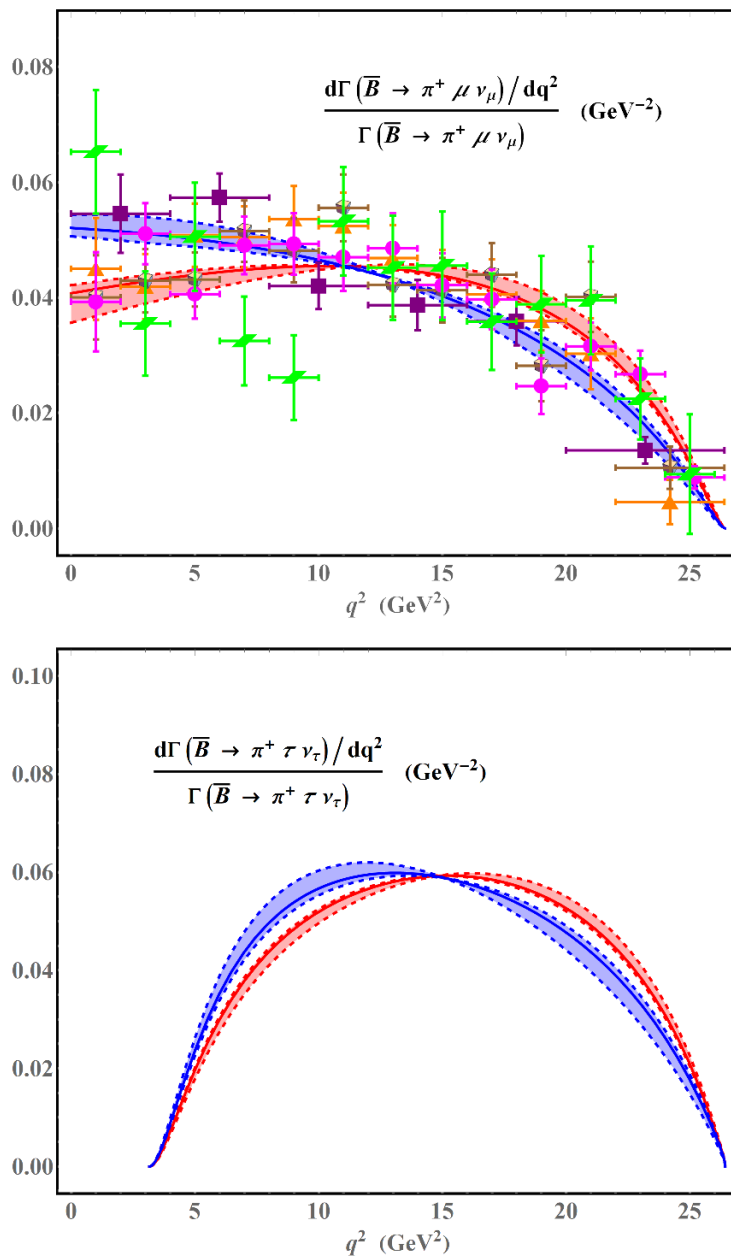 0.08
dΓ (B̅ → π⁺ μ ν_μ) / dq²
Γ (B̅ → π⁺ μ ν_μ)
(GeV⁻²)
0.06
0.04
0.02
0.00
0 5 10 15 20 25
q² (GeV²)
0.10
dΓ (B̅ → π⁺ τ ν_τ) / dq²
Γ (B̅ → π⁺ τ ν_τ)
(GeV⁻²)
0.08
0.06
0.04
0.02
0.00
0 5 10 15 20 25
q² (GeV²)